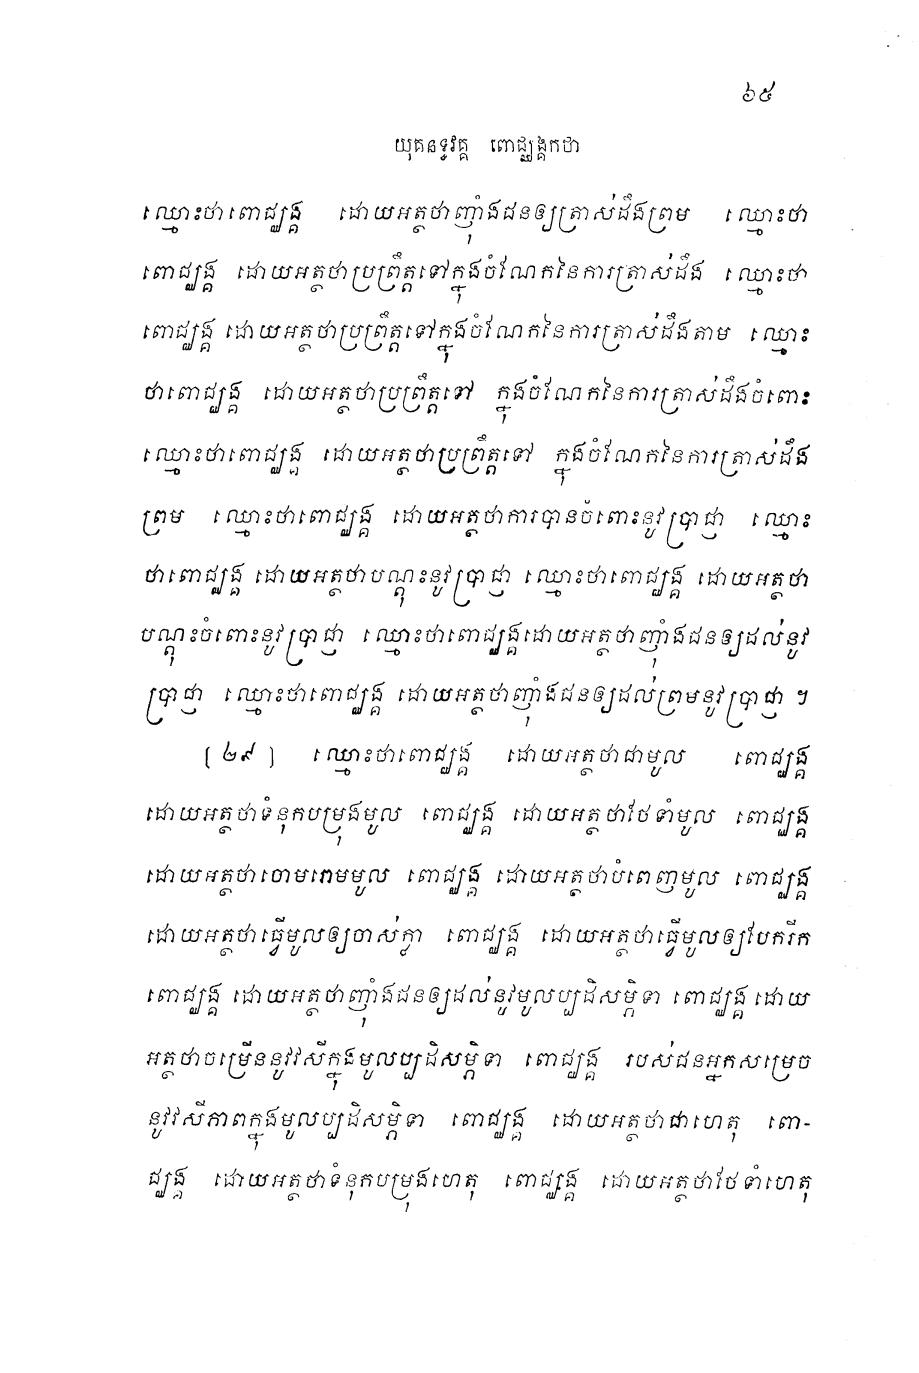 ៦៥
យុគនទ្ធវគ្គ ពោជ្ឈង្គកថា
ឈ្មោះថាពោជ្ឈង្គ ដោយអត្ថថាញ៉ាំងជនឲ្យត្រាស់ដឹងព្រម ឈ្មោះថា
ពោជ្ឈង្គ ដោយអត្ថថាប្រព្រឹត្តទៅក្នុងចំណែកនៃការត្រាស់ដឹង ឈ្មោះថា
ពោជ្ឈង្គ ដោយអត្ថថាប្រព្រឹត្តទៅក្នុងចំណែកនៃការត្រាស់ដឹងតាម ឈ្មោះ
ថាពោជ្ឈង្គ ដោយអត្ថថាប្រព្រឹត្តទៅ ក្នុងចំណែកនៃការត្រាស់ដឹងចំពោះ
ឈ្មោះថាពោជ្ឈង្គ ដោយអត្ថថាប្រព្រឹត្តទៅ ក្នុងចំណែកនៃការត្រាស់ដឹង
ព្រម ឈ្មោះថាពោជ្ឈង្គ ដោយអត្ថថាការបានចំពោះនូវប្រាជ្ញា ឈ្មោះ
ថាពោជ្ឈង្គ ដោយអត្ថថាបណ្តុះនូវប្រាជ្ញា ឈ្មោះថាពោជ្ឈង្គ ដោយអត្ថថា
បណ្តុះចំពោះនូវប្រាជ្ញា ឈ្មោះថាពោជ្ឈង្គដោយអត្ថថាញ៉ាំងជនឲ្យដល់នូវ
ប្រាជ្ញា ឈ្មោះថាពោជ្ឈង្គ ដោយអត្ថថាញ៉ាំងជនឲ្យដល់ព្រមនូវប្រាជ្ញា ។
[ ២៩ ] ឈ្មោះថាពោជ្ឈង្គ ដោយអត្ថថាជាមូល ពោជ្ឈង្គ
ដោយអត្ថថាទំនុកបម្រុងមូល ពោជ្ឈង្គ ដោយអត្ថថាថែទាំមូល ពោជ្ឈង្គ
ដោយអត្ថថាចោមរោមមូល ពោជ្ឈង្គ ដោយអត្ថថាបំពេញមូល ពោជ្ឈង្គ
ដោយអត្ថថាធ្វើមូលឲ្យចាស់ក្លា ពោជ្ឈង្គ ដោយអត្ថថាធ្វើមូលឲ្យបែករីក
ពោជ្ឈង្គ ដោយអត្ថថាញ៉ាំងជនឲ្យដល់នូវមូលប្បដិសម្ភិទា ពោជ្ឈង្គ ដោយ
អត្ថថាចម្រើននូវវសីក្នុងមូលប្បដិសម្ភិទា ពោជ្ឈង្គ របស់ជនអ្នកសម្រេច
នូវវសីភាពក្នុងមូលប្បដិសម្ភិទា ពោជ្ឈង្គ ដោយអត្ថថាជាហេតុ ពោ-
ជ្ឈង្គ ដោយអត្ថថាទំនុកបម្រុងហេតុ ពោជ្ឈង្គ ដោយអត្ថថាថែទាំហេតុ